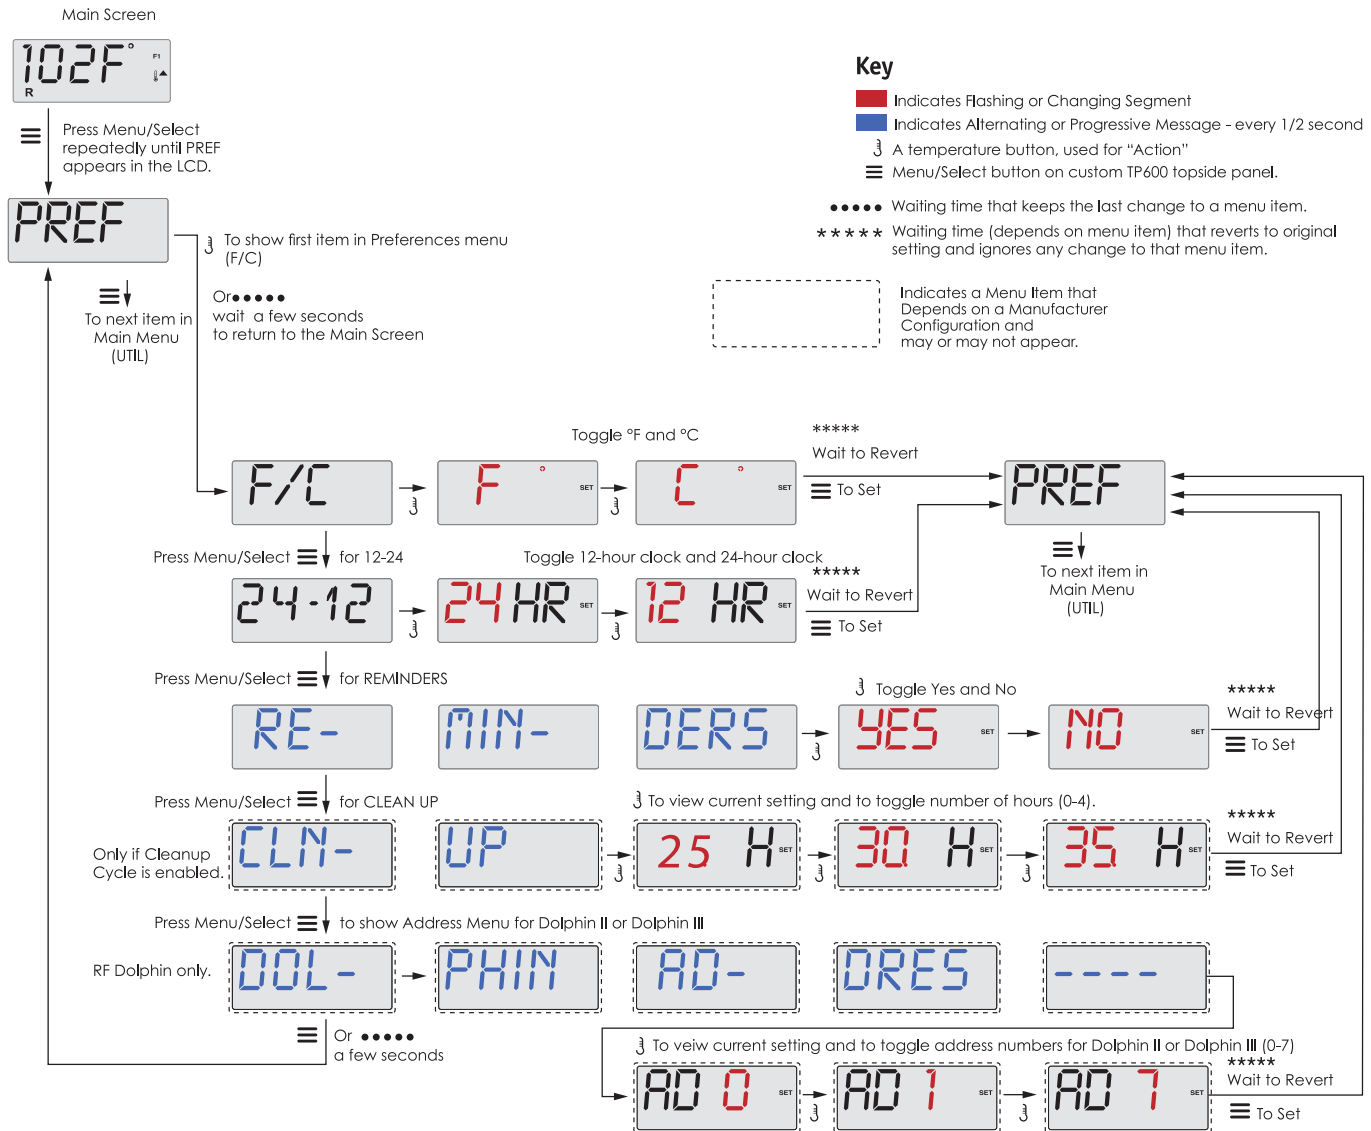 Main Screen
102F° F1
R
Press Menu/Select
repeatedly until PREF
appears in the LCD.
Key
Indicates Flashing or Changing Segment
Indicates Alternating or Progressive Message - every 1/2 second
A temperature button, used for “Action”
Menu/Select button on custom TP600 topside panel.
••••• Waiting time that keeps the last change to a menu item.
***** Waiting time (depends on menu item) that reverts to original
setting and ignores any change to that menu item.
Indicates a Menu Item that
Depends on a Manufacturer
Configuration and
may or may not appear.
PREF
To show first item in Preferences menu
(F/C)
Or•••••
wait a few seconds
to return to the Main Screen
To next item in
Main Menu
(UTIL)
Toggle °F and °C
*****
Wait to Revert
To Set
F/C
F ° SET
C ° SET
PREF
To next item in
Main Menu
(UTIL)
Press Menu/Select for 12-24
Toggle 12-hour clock and 24-hour clock
*****
Wait to Revert
To Set
24-12
24 HR SET
12 HR SET
Press Menu/Select for REMINDERS
Toggle Yes and No
*****
Wait to Revert
To Set
RE-
MIN-
DERS
YES SET
NO SET
Press Menu/Select for CLEAN UP
To view current setting and to toggle number of hours (0-4).
*****
Wait to Revert
To Set
Only if Cleanup
Cycle is enabled.
CLN-
UP
2.5 H SET
3.0 H SET
3.5 H SET
Press Menu/Select to show Address Menu for Dolphin II or Dolphin III
RF Dolphin only.
DOL-
PHIN
AD-
DRES
----
Or •••••
a few seconds
To veiw current setting and to toggle address numbers for Dolphin II or Dolphin III (0-7)
*****
Wait to Revert
To Set
AD 0 SET
AD 1 SET
AD 7 SET